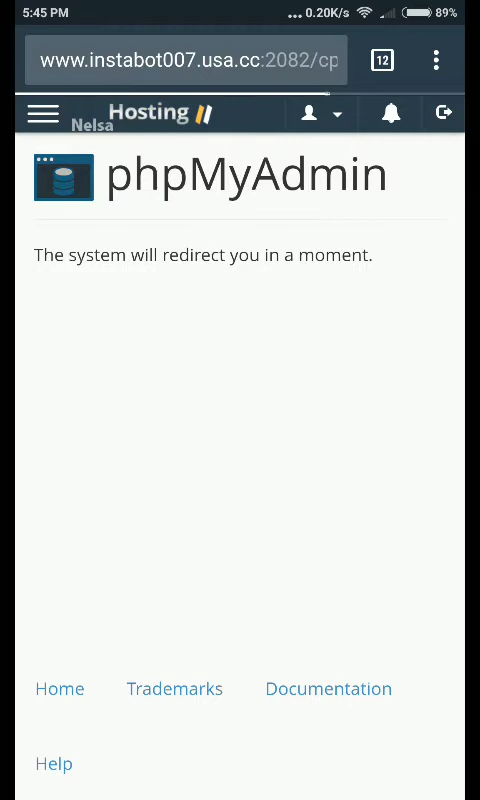 5:45 PM ... 0.20K/s 89%
www.instabot007.usa.cc:2082/cp
12
Nelsa Hosting
phpMyAdmin
The system will redirect you in a moment.
Home Trademarks Documentation
Help